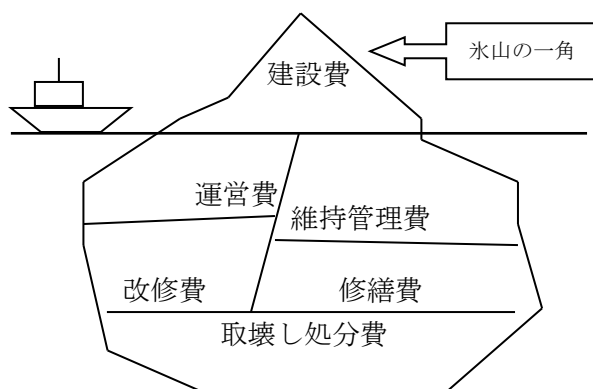 氷山の一角
建設費
運営費
維持管理費
改修費
修繕費
取壊し処分費